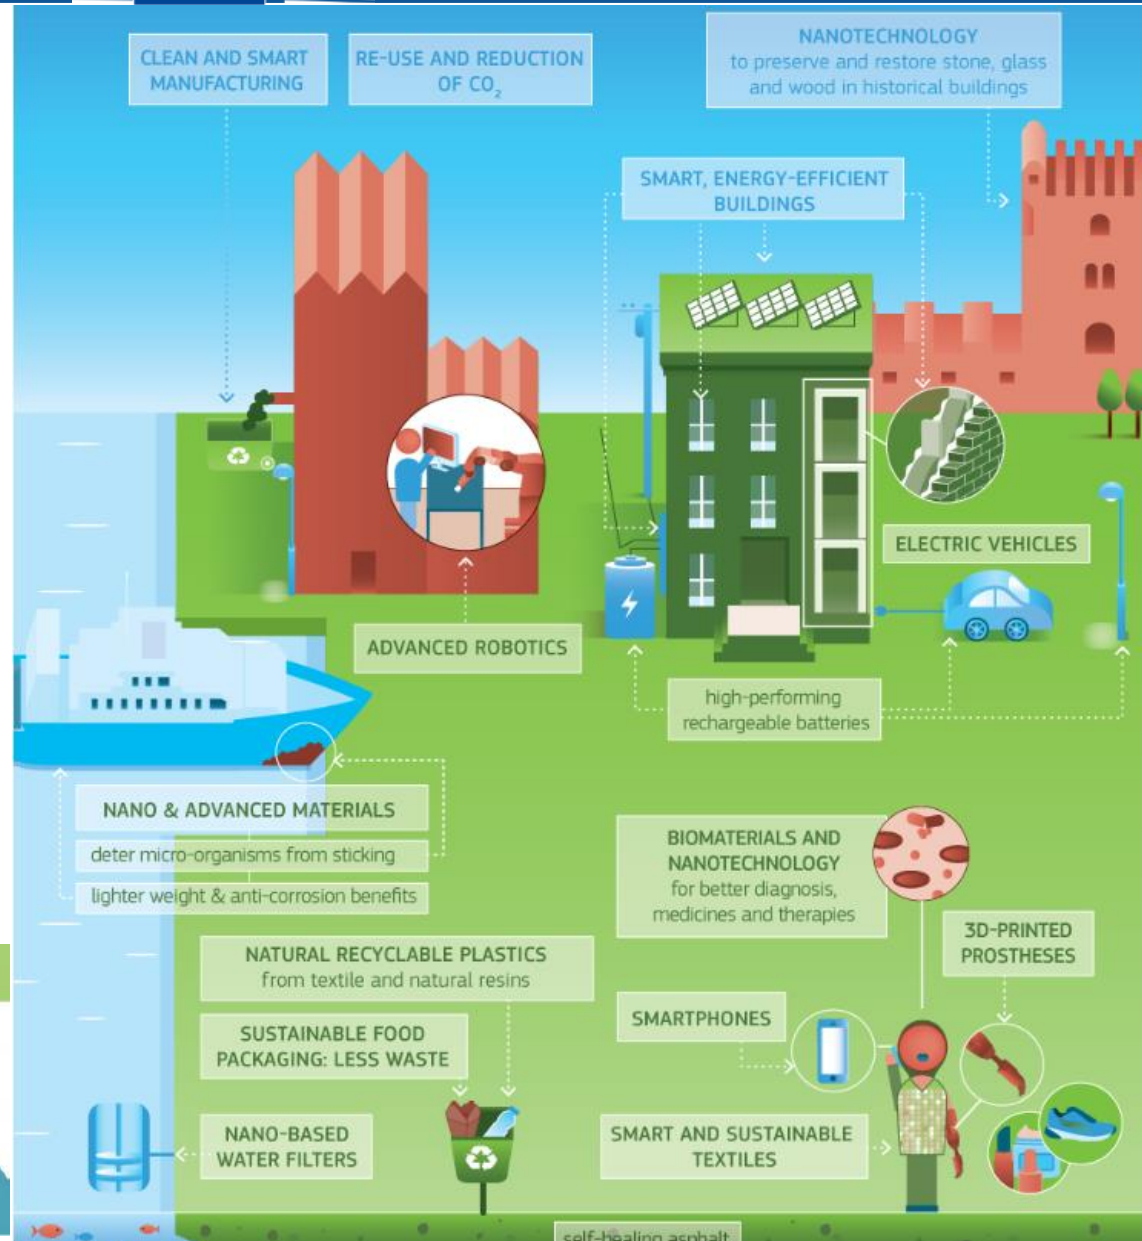 CLEAN AND SMART
MANUFACTURING
RE-USE AND REDUCTION
OF CO₂
NANOTECHNOLOGY
to preserve and restore stone, glass
and wood in historical buildings
SMART, ENERGY-EFFICIENT
BUILDINGS
ELECTRIC VEHICLES
ADVANCED ROBOTICS
high-performing
rechargeable batteries
NANO & ADVANCED MATERIALS
deter micro-organisms from sticking
lighter weight & anti-corrosion benefits
BIOMATERIALS AND
NANOTECHNOLOGY
for better diagnosis,
medicines and therapies
3D-PRINTED
PROSTHESES
NATURAL RECYCLABLE PLASTICS
from textile and natural resins
SMARTPHONES
SUSTAINABLE FOOD
PACKAGING: LESS WASTE
NANO-BASED
WATER FILTERS
SMART AND SUSTAINABLE
TEXTILES
self-healing asphalt